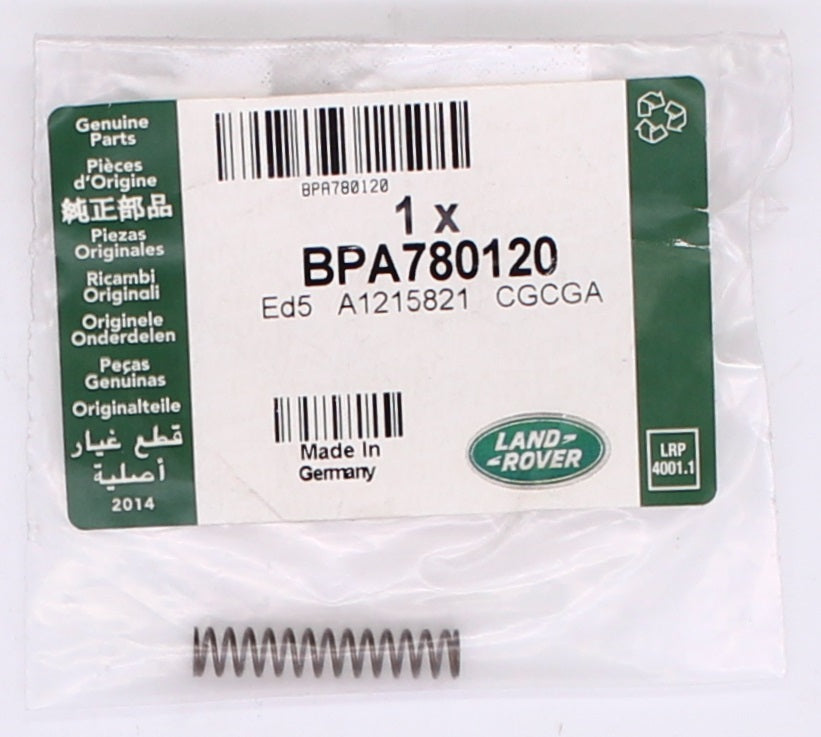 Genuine
Parts
Pièces
d'Origine
純正部品
Piezas
Originales
Ricambi
Originali
Originele
Onderdelen
Peças
Genuinas
Originalteile
قطع غيار
أصلية
2014
BPA780120
1 x
BPA780120
Ed5 A1215821 CGCGA
Made In
Germany
LAND-
-ROVER
LRP
4001.1